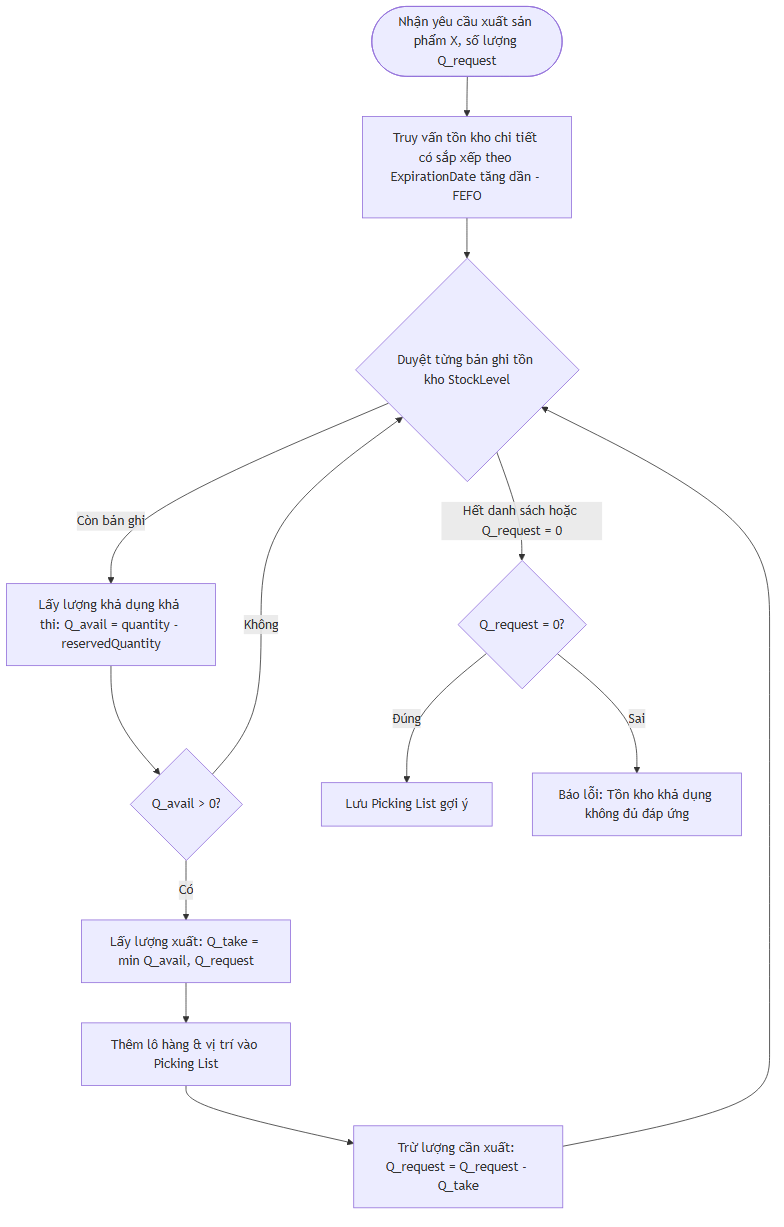 Nhận yêu cầu xuất sản
phẩm X, số lượng
Q_request
Truy vấn tồn kho chi tiết
có sắp xếp theo
ExpirationDate tăng dần -
FEFO
Duyệt từng bản ghi tồn
kho StockLevel
Còn bản ghi
Hết danh sách hoặc
Q_request = 0
Lấy lượng khả dụng khả
thi: Q_avail = quantity -
reservedQuantity
Không
Q_request = 0?
Đúng
Sai
Q_avail > 0?
Lưu Picking List gợi ý
Báo lỗi: Tồn kho khả dụng
không đủ đáp ứng
Có
Lấy lượng xuất: Q_take =
min Q_avail, Q_request
Thêm lô hàng & vị trí vào
Picking List
Trừ lượng cần xuất:
Q_request = Q_request -
Q_take